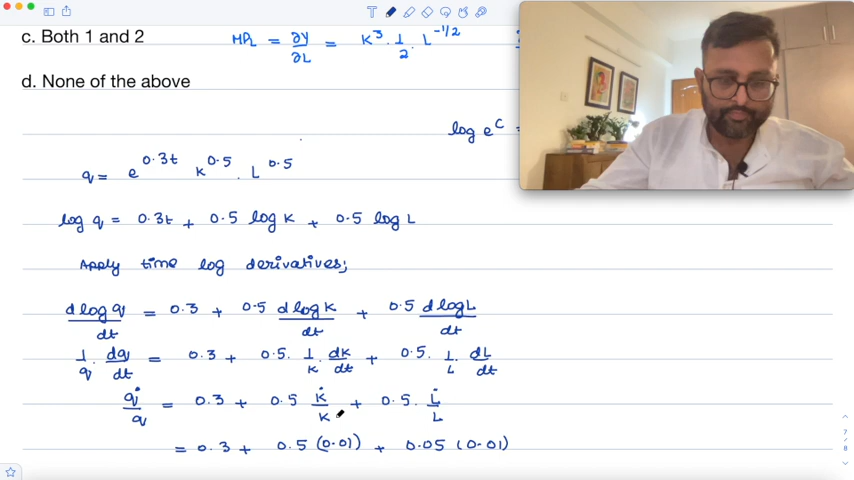 c. Both 1 and 2
MPL = ∂Y/∂L = K^3 · 1/2 · L^-1/2
d. None of the above
log e^c =
q = e^0.3t K^0.5 · L^0.5
log q = 0.3t + 0.5 log K + 0.5 log L
Apply time log derivatives;
d log q/dt = 0.3 + 0.5 d log K/dt + 0.5 d log L/dt
1/q · dq/dt = 0.3 + 0.5 · 1/K · dK/dt + 0.5 · 1/L · dL/dt
q̇/q = 0.3 + 0.5 K̇/K + 0.5 · L̇/L
= 0.3 + 0.5 (0.01) + 0.05 (0.01)
7/8